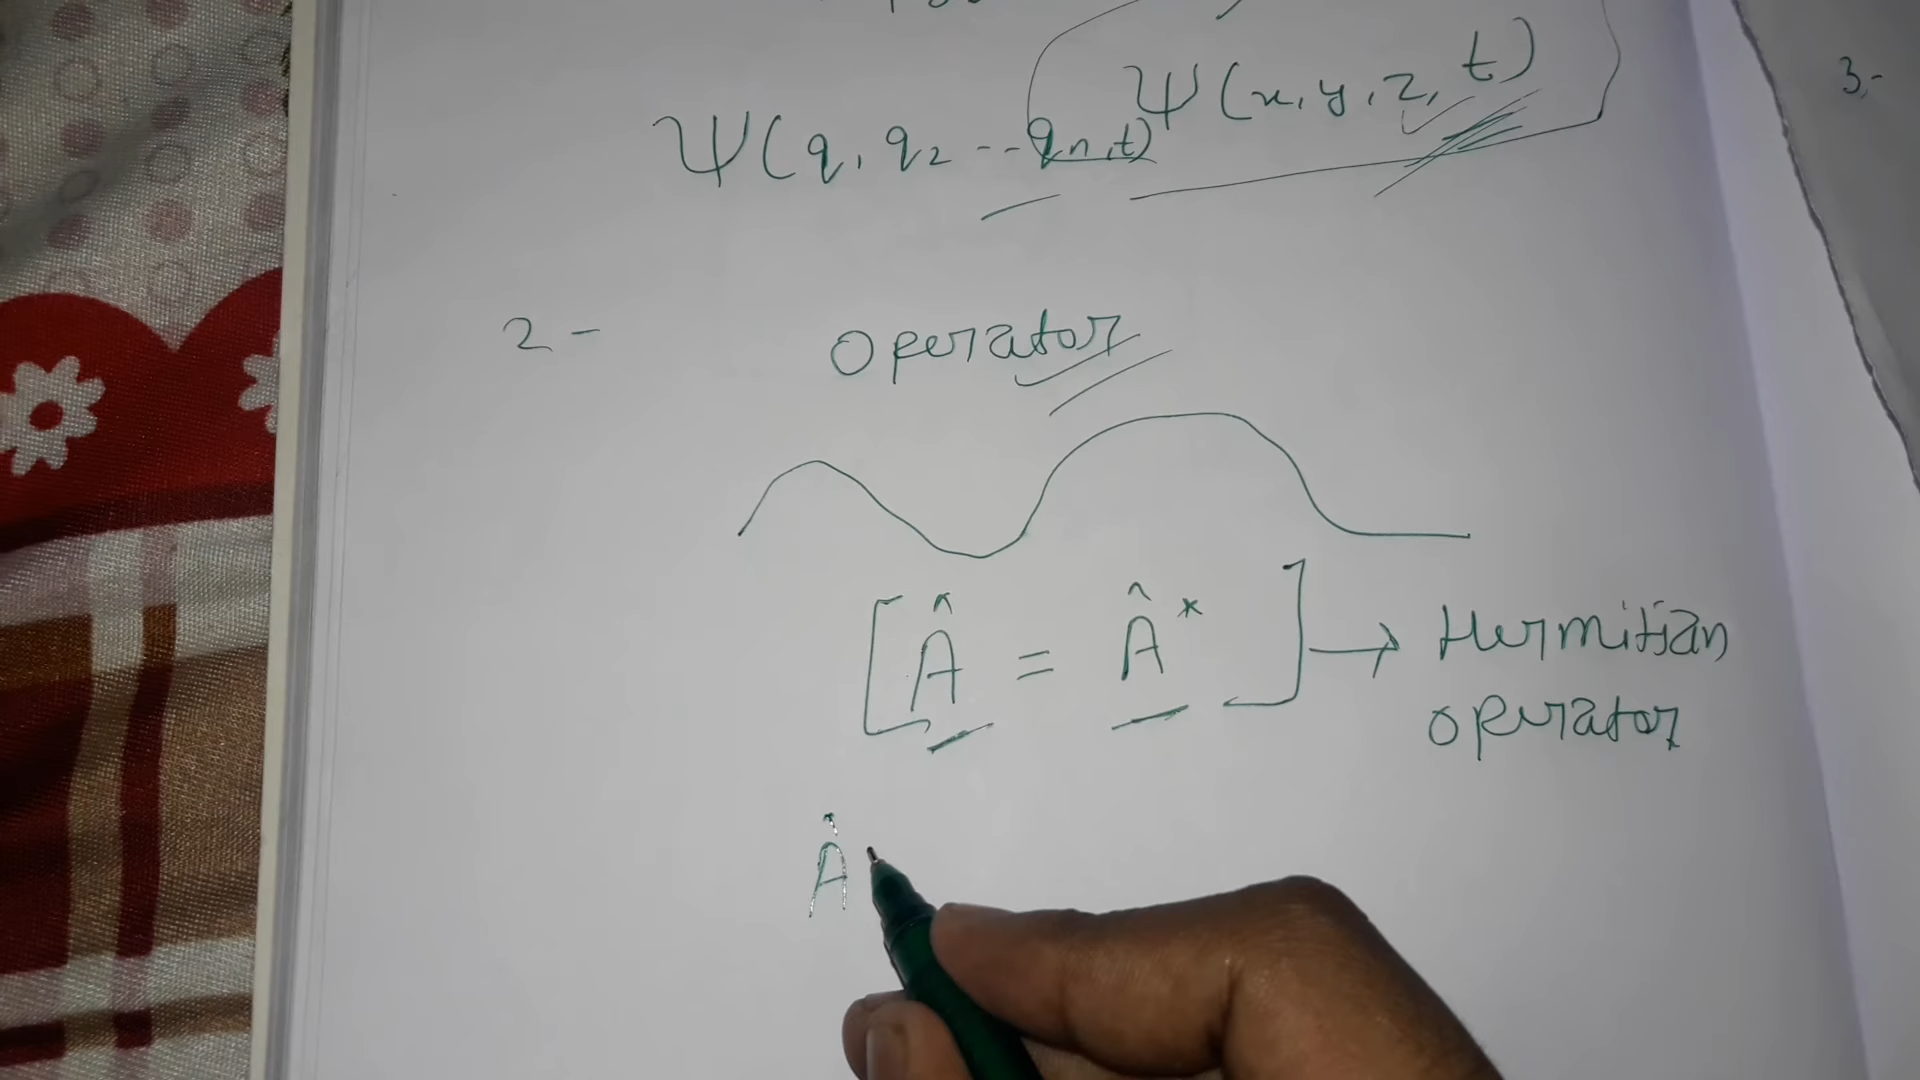 Ψ(x, y, z, t)
Ψ(q, q2 --- qn,t)
3,-
2 - Operator
[Â = Â*] → Hermitian
operator
Â